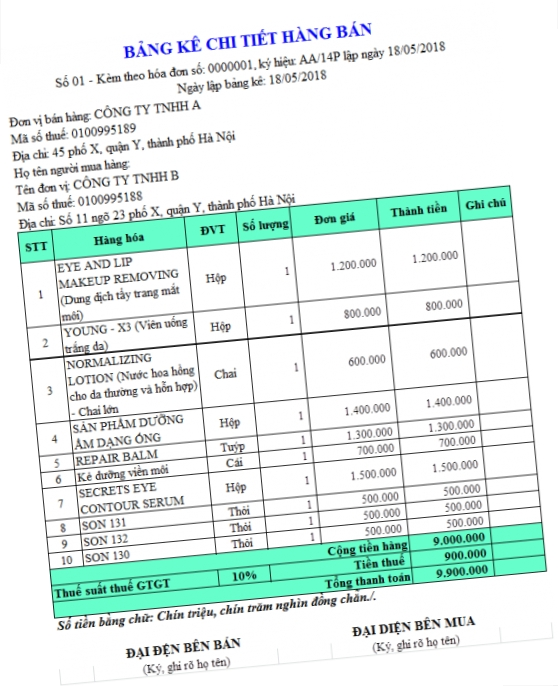 BẢNG KÊ CHI TIẾT HÀNG BÁN
Số 01 - Kèm theo hóa đơn số: 0000001, ký hiệu: AA/14P lập ngày 18/05/2018
Ngày lập bảng kê: 18/05/2018
Đơn vị bán hàng: CÔNG TY TNHH A
Mã số thuế: 0100995189
Địa chỉ: 45 phố X, quận Y, thành phố Hà Nội
Họ tên người mua hàng:
Tên đơn vị: CÔNG TY TNHH B
Mã số thuế: 0100995188
Địa chỉ: Số 11 ngõ 23 phố X, quận Y, thành phố Hà Nội
STT Hàng hóa ĐVT Số lượng Đơn giá Thành tiền Ghi chú
1 EYE AND LIP MAKEUP REMOVING (Dung dịch tẩy trang mắt môi) Hộp 1 1.200.000 1.200.000
2 YOUNG - X3 (Viên uống trắng da) Hộp 1 800.000 800.000
3 NORMALIZING LOTION (Nước hoa hồng cho da thường và hỗn hợp) - Chai lớn Chai 1 600.000 600.000
4 SẢN PHẨM DƯỠNG ẨM DẠNG ỐNG Hộp 1 1.400.000 1.400.000
5 REPAIR BALM Tuýp 1 1.300.000 1.300.000
6 Kẻ dưỡng viền môi Cái 1 700.000 700.000
7 SECRETS EYE CONTOUR SERUM Hộp 1 1.500.000 1.500.000
8 SON 131 Thỏi 1 500.000 500.000
9 SON 132 Thỏi 1 500.000 500.000
10 SON 130 Thỏi 1 500.000 500.000
Cộng tiền hàng 9.000.000
Thuế suất thuế GTGT 10% Tiền thuế 900.000
Tổng thanh toán 9.900.000
Số tiền bằng chữ: Chín triệu, chín trăm nghìn đồng chẵn./.
ĐẠI ĐỆN BÊN BÁN ĐẠI DIỆN BÊN MUA
(Ký, ghi rõ họ tên) (Ký, ghi rõ họ tên)